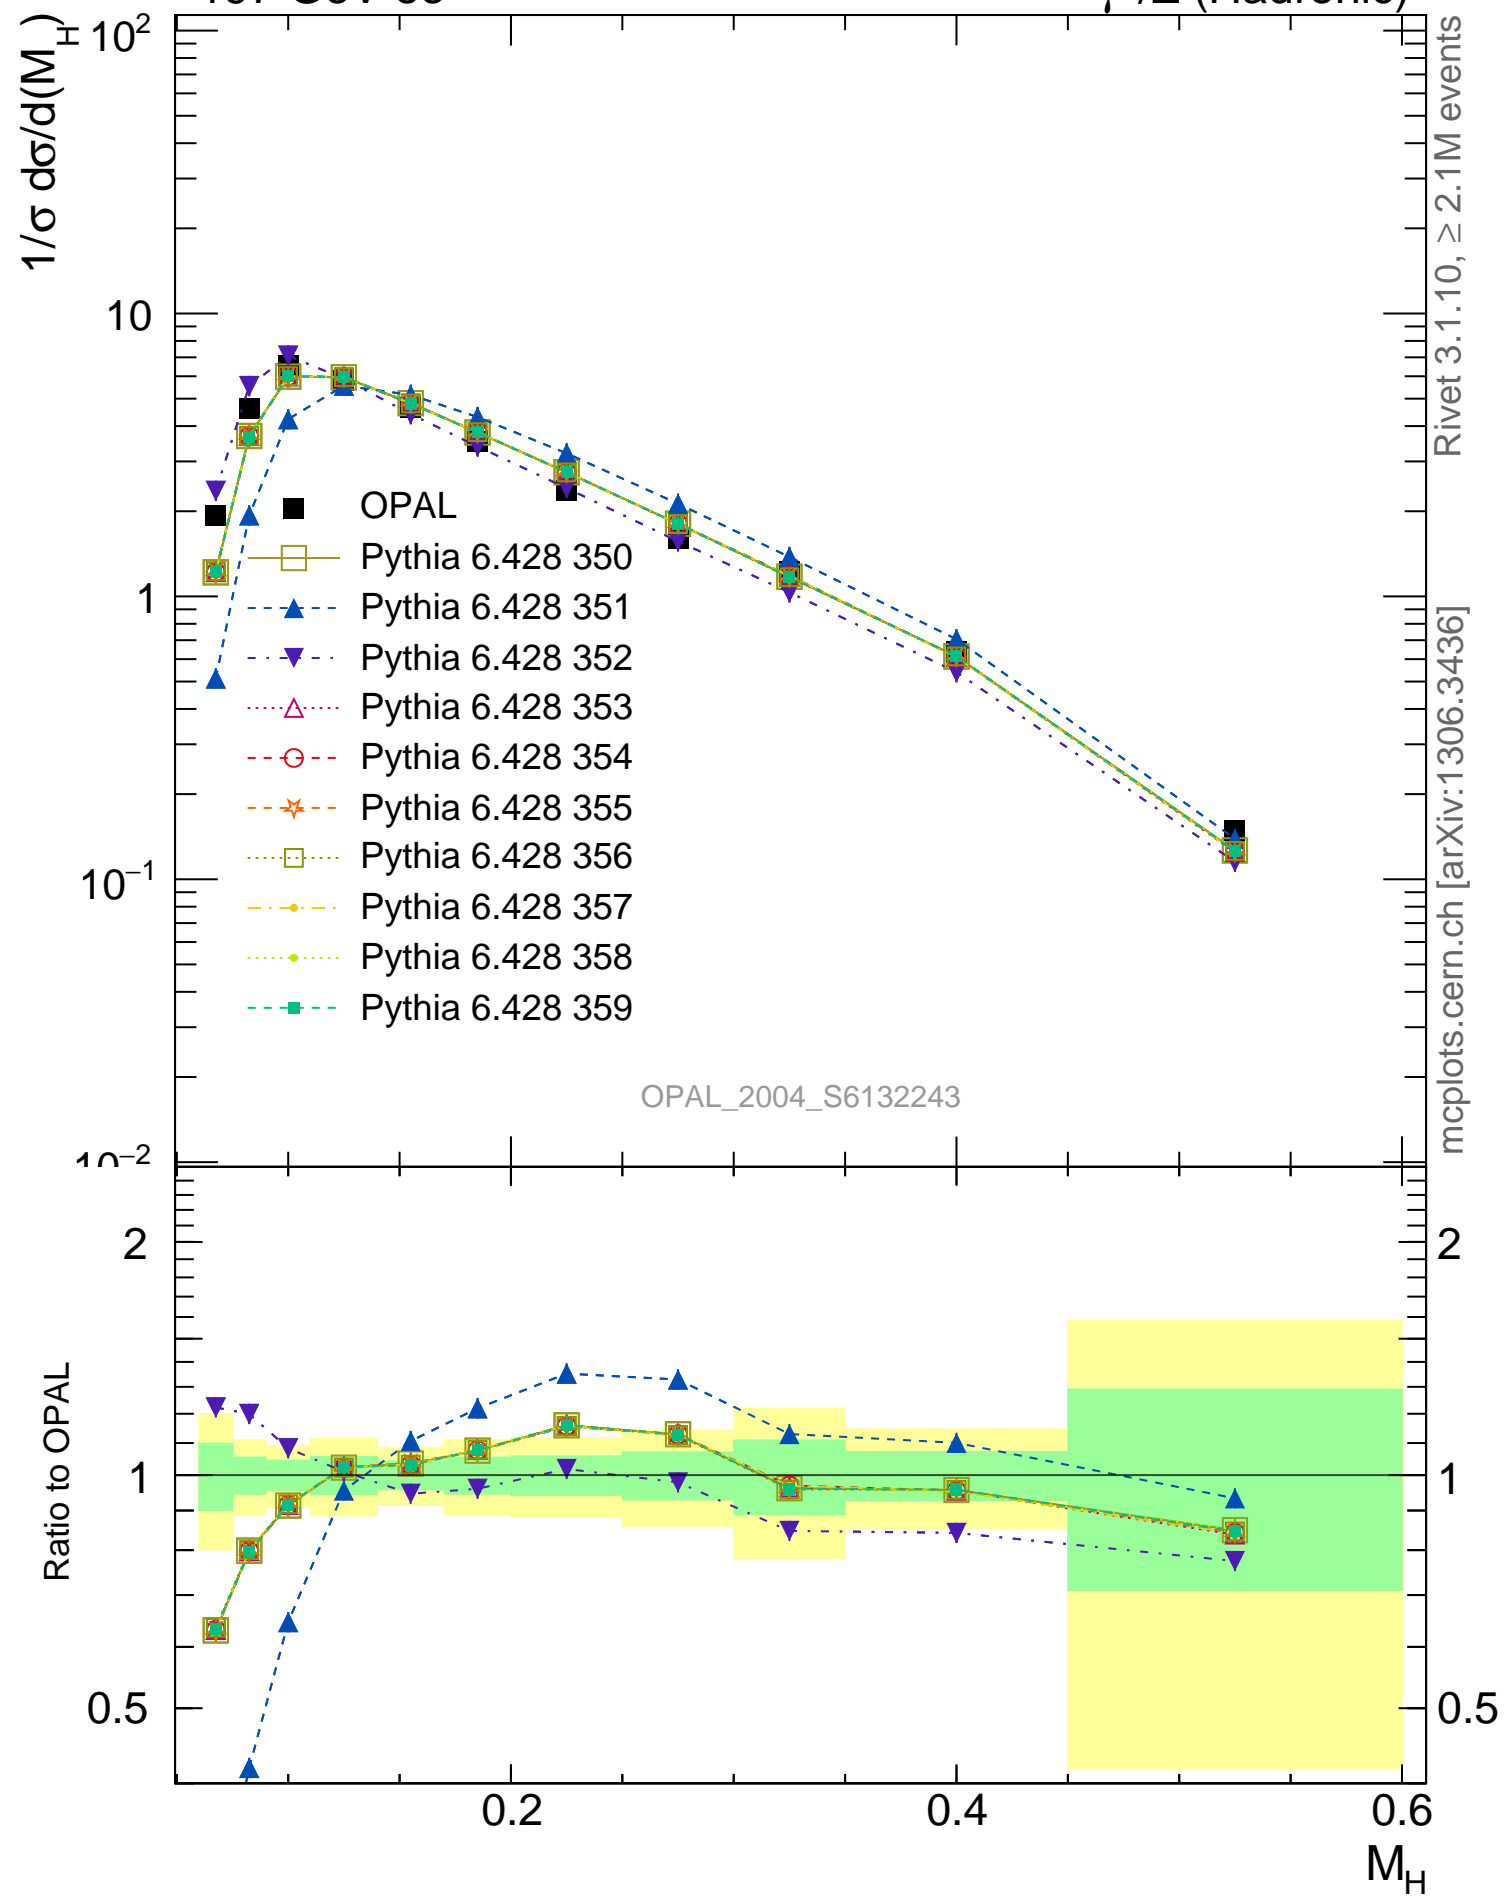 1/σ dσ/d(M_H)
10²
10
1
10⁻¹
10⁻²
OPAL
Pythia 6.428 350
Pythia 6.428 351
Pythia 6.428 352
Pythia 6.428 353
Pythia 6.428 354
Pythia 6.428 355
Pythia 6.428 356
Pythia 6.428 357
Pythia 6.428 358
Pythia 6.428 359
OPAL_2004_S6132243
Rivet 3.1.10, ≥ 2.1M events
mcplots.cern.ch [arXiv:1306.3436]
Ratio to OPAL
2
1
0.5
2
1
0.5
0.2
0.4
0.6
M_H